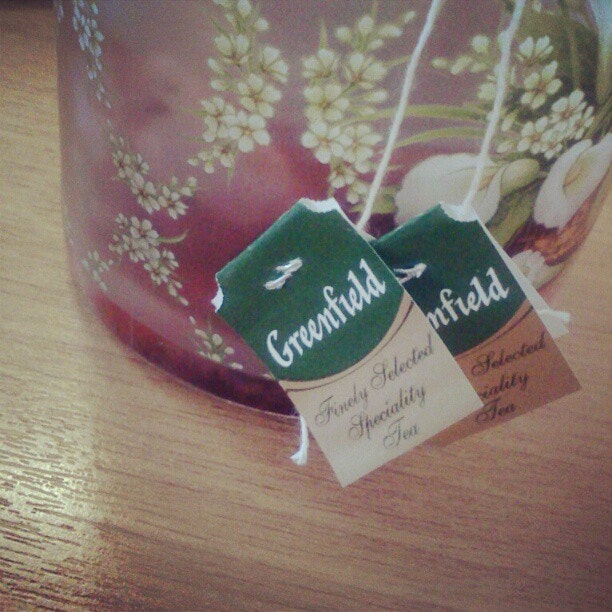 Greenfield
Finely Selected
Speciality
Tea
nfield
Selected
ciality
Tea